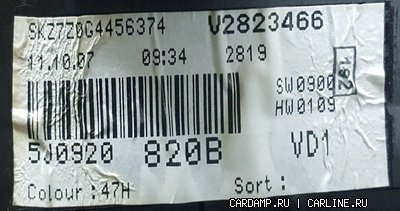 SKZ7Z0G4456374 V2823466
11.10.07 09:34 2819
192
SW0900
HW0109
5J0920 820B VD1
Colour : 47H Sort :
CARDAMP.RU | CARLINE.RU